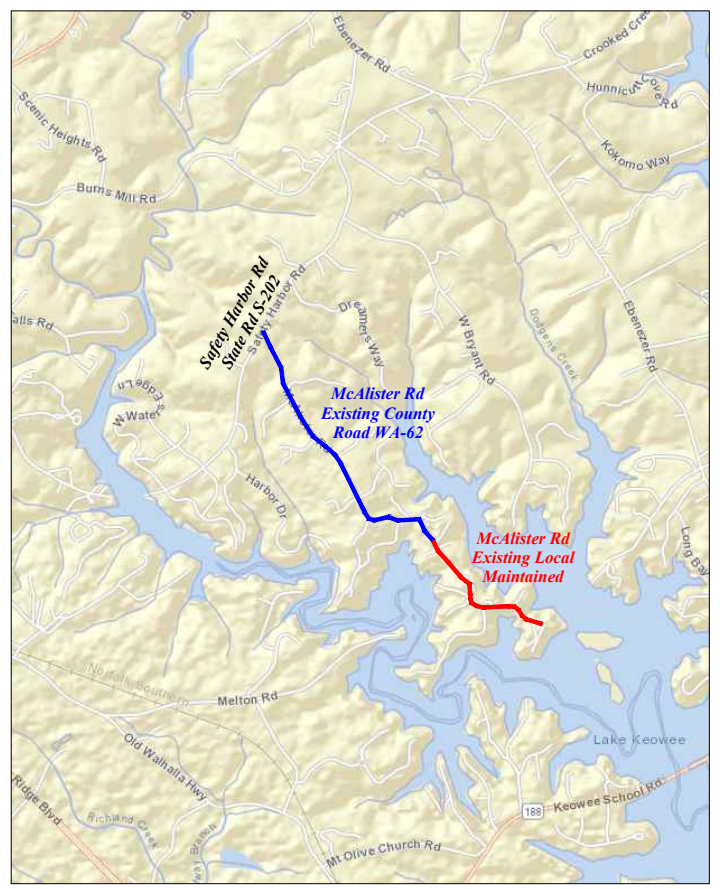 Ebenezer Rd
Crooked Cree
Hunnicutt
Cove Rd
Scenic Heights Rd
Kokomo Way
Burns Mill Rd
Safety Harbor Rd
State Rd S-202
Safety Harbor Rd
Dreamers Way
alls Rd
W Bryant Rd
Dodgens Creek
Ebenezer Rd
W Waters Edge Ln
McAlister Rd
Existing County
Road WA-62
Harbor Dr
McAlister Rd
Existing Local
Maintained
Long Bay
Norfolk Southern
Melton Rd
Old Walhalla Hwy
Lake Keowee
188
Keowee School Rd
Ridge Blvd
Richland Creek
Branch
Mt Olive Church Rd